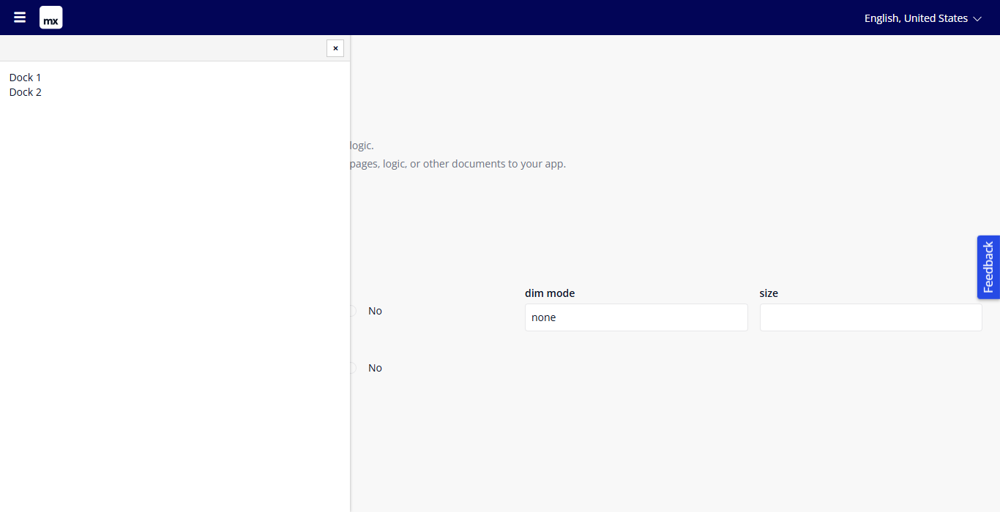 mx
English, United States
×
Dock 1
Dock 2
logic.
pages, logic, or other documents to your app.
Feedback
dim mode
size
No
none
No